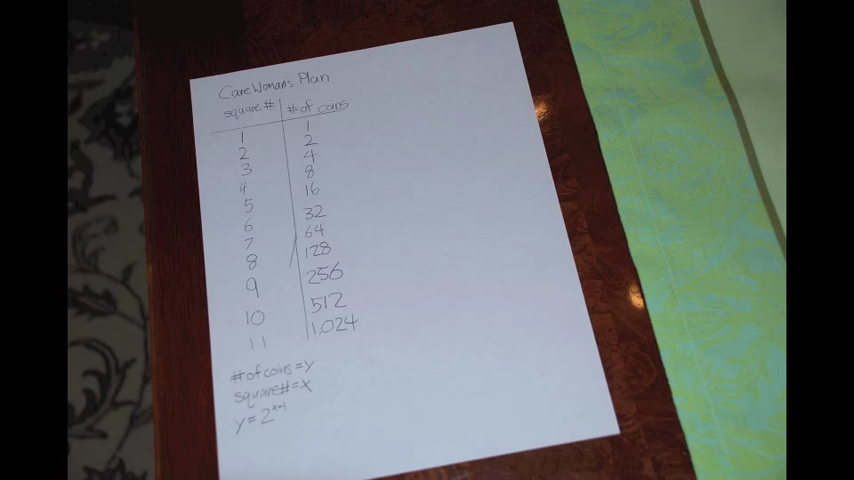 Cave Woman's Plan
square # # of coins
1 1
2 2
3 4
4 8
5 16
6 32
7 64
8 128
9 256
10 512
11 1,024
# of coins = y
square # = x
y = 2^x-1